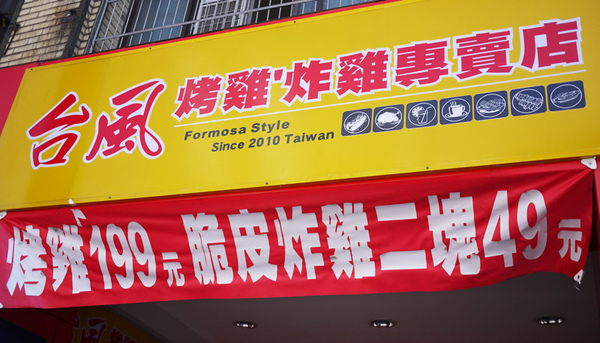 台風 烤雞‧炸雞專賣店
Formosa Style
Since 2010 Taiwan
烤雞199元 脆皮炸雞二塊49元